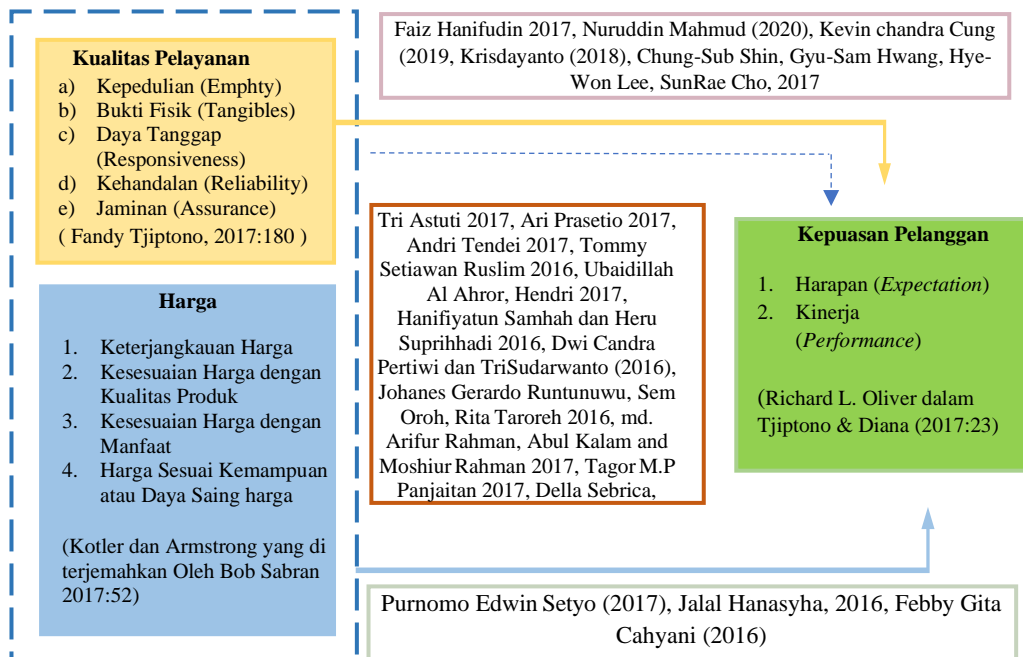 Faiz Hanifudin 2017, Nuruddin Mahmud (2020), Kevin chandra Cung
(2019, Krisdayanto (2018), Chung-Sub Shin, Gyu-Sam Hwang, Hye-
Won Lee, SunRae Cho, 2017
Kualitas Pelayanan
a) Kepedulian (Emphty)
b) Bukti Fisik (Tangibles)
c) Daya Tanggap
(Responsiveness)
d) Kehandalan (Reliability)
e) Jaminan (Assurance)
( Fandy Tjiptono, 2017:180 )
Harga
1. Keterjangkauan Harga
2. Kesesuaian Harga dengan
Kualitas Produk
3. Kesesuaian Harga dengan
Manfaat
4. Harga Sesuai Kemampuan
atau Daya Saing harga
(Kotler dan Armstrong yang di
terjemahkan Oleh Bob Sabran
2017:52)
Tri Astuti 2017, Ari Prasetio 2017,
Andri Tendei 2017, Tommy
Setiawan Ruslim 2016, Ubaidillah
Al Ahror, Hendri 2017,
Hanifiyatun Samhah dan Heru
Suprihhadi 2016, Dwi Candra
Pertiwi dan TriSudarwanto (2016),
Johanes Gerardo Runtunuwu, Sem
Oroh, Rita Taroreh 2016, md.
Arifur Rahman, Abul Kalam and
Moshiur Rahman 2017, Tagor M.P
Panjaitan 2017, Della Sebrica,
Kepuasan Pelanggan
1. Harapan (Expectation)
2. Kinerja
(Performance)
(Richard L. Oliver dalam
Tjiptono & Diana (2017:23)
Purnomo Edwin Setyo (2017), Jalal Hanasyha, 2016, Febby Gita
Cahyani (2016)